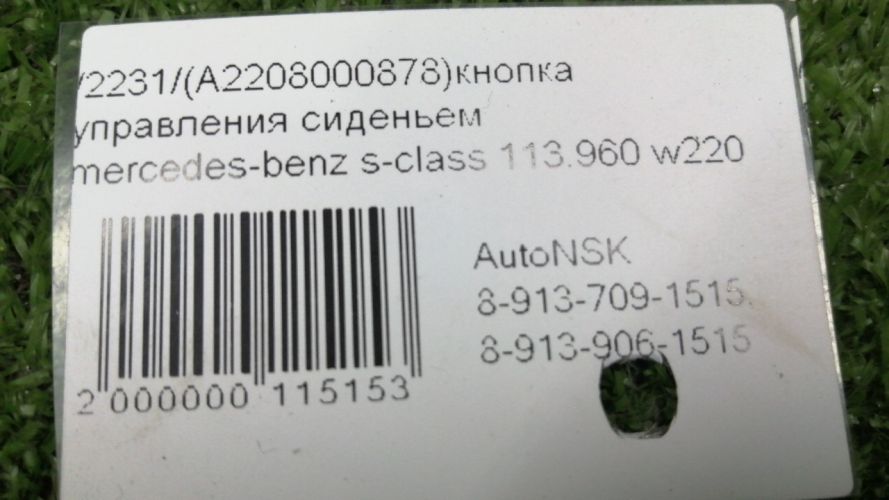 /2231/(A2208000878)кнопка
управления сиденьем
mercedes-benz s-class 113.960 w220
AutoNSK
8-913-709-1515,
8-913-906-1515
2 000000 115153